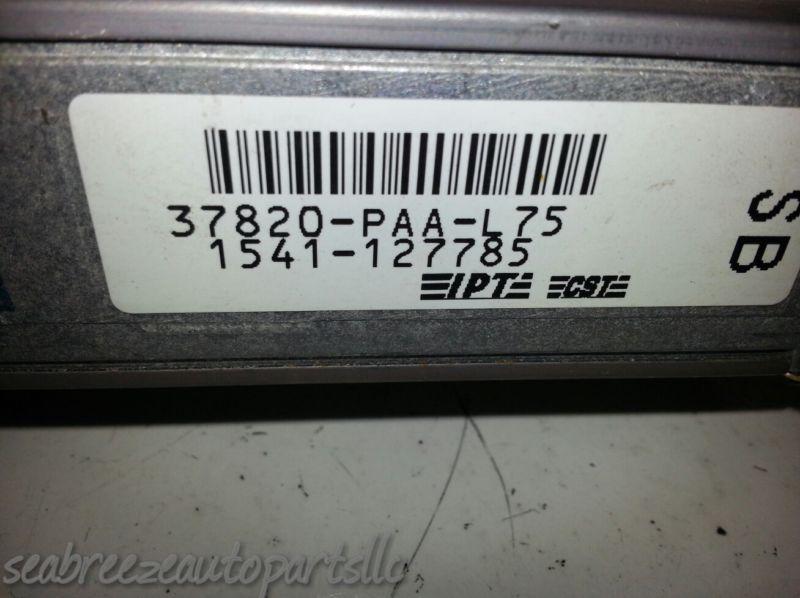 37820-PAA-L75
1541-127785
IPT CST
SB
seabreezeautopartsllc